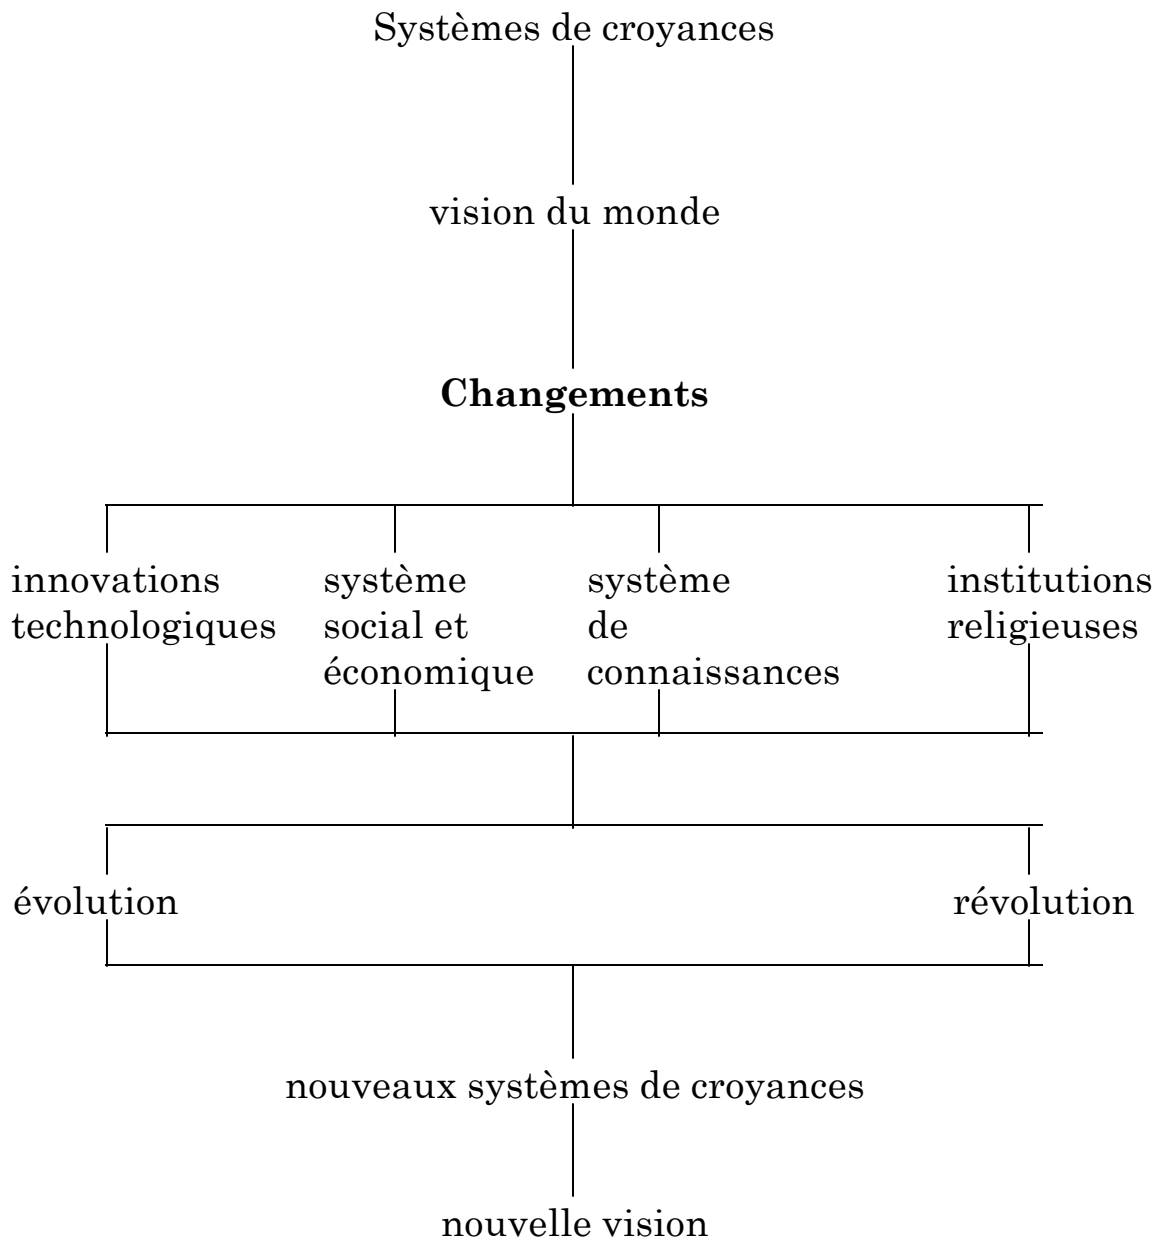 Systèmes de croyances
vision du monde
Changements
innovations
technologiques
système
social et
économique
système
de
connaissances
institutions
religieuses
évolution
révolution
nouveaux systèmes de croyances
nouvelle vision